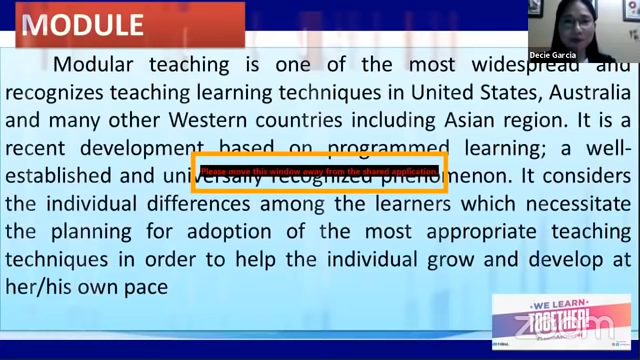 MODULE
Decie Garcia
Modular teaching is one of the most widespread and
recognizes teaching learning techniques in United States, Australia
and many other Western countries including Asian region. It is a
recent development based on programmed learning; a well-
established and universally recognized phenomenon. It considers
Please move this window away from the shared application
the individual differences among the learners which necessitate
the planning for adoption of the most appropriate teaching
techniques in order to help the individual grow and develop at
her/his own pace
WE LEARN
TOGETHER!
zoom